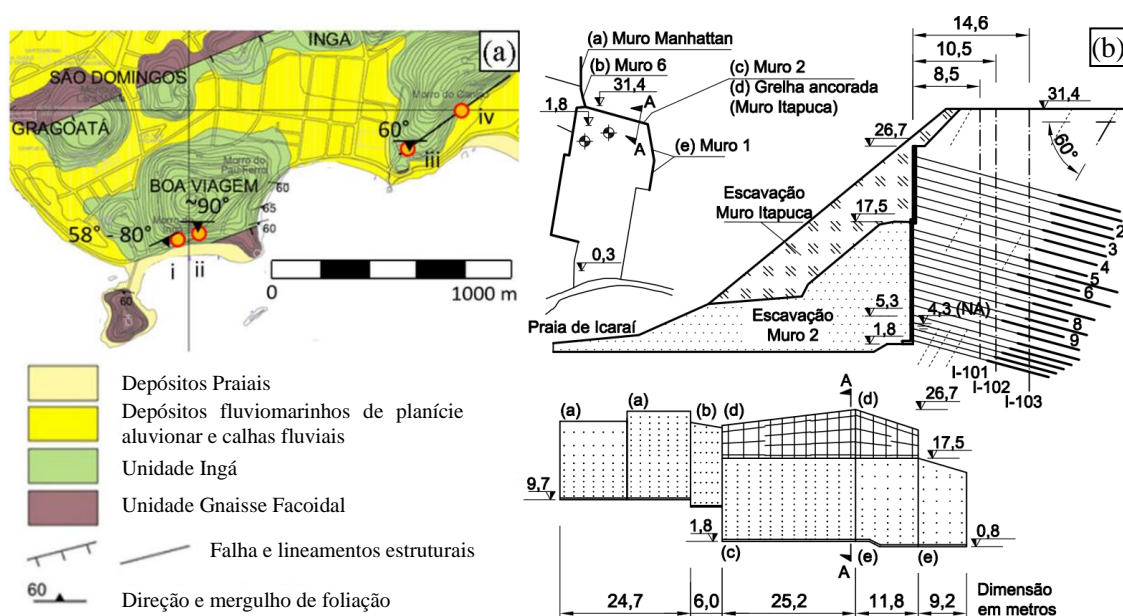 (a)
INGÁ
SÃO DOMINGOS
GRAGOATÁ
60°
iv
iii
BOA VIAGEM
~90°
58° - 80°
60
65
60
60
i
ii
0
1000 m
Depósitos Praiais
Depósitos fluviomarinhos de planície
aluvionar e calhas fluviais
Unidade Ingá
Unidade Gnaisse Facoidal
Falha e lineamentos estruturais
60
Direção e mergulho de foliação
(b)
(a) Muro Manhattan
(b) Muro 6
31,4
1,8
A
A
(c) Muro 2
(d) Grelha ancorada
(Muro Itapuca)
(e) Muro 1
0,3
Praia de Icaraí
14,6
10,5
8,5
31,4
26,7
60°
Escavação
Muro Itapuca
17,5
5,3
Escavação
Muro 2
4,3 (NA)
1,8
2
3
4
5
6
8
9
I-101
I-102
I-103
A
26,7
(a)
(a)
(b)
(d)
(d)
17,5
9,7
1,8
0,8
(c)
(e)
(e)
A
24,7
6,0
25,2
11,8
9,2
Dimensão
em metros